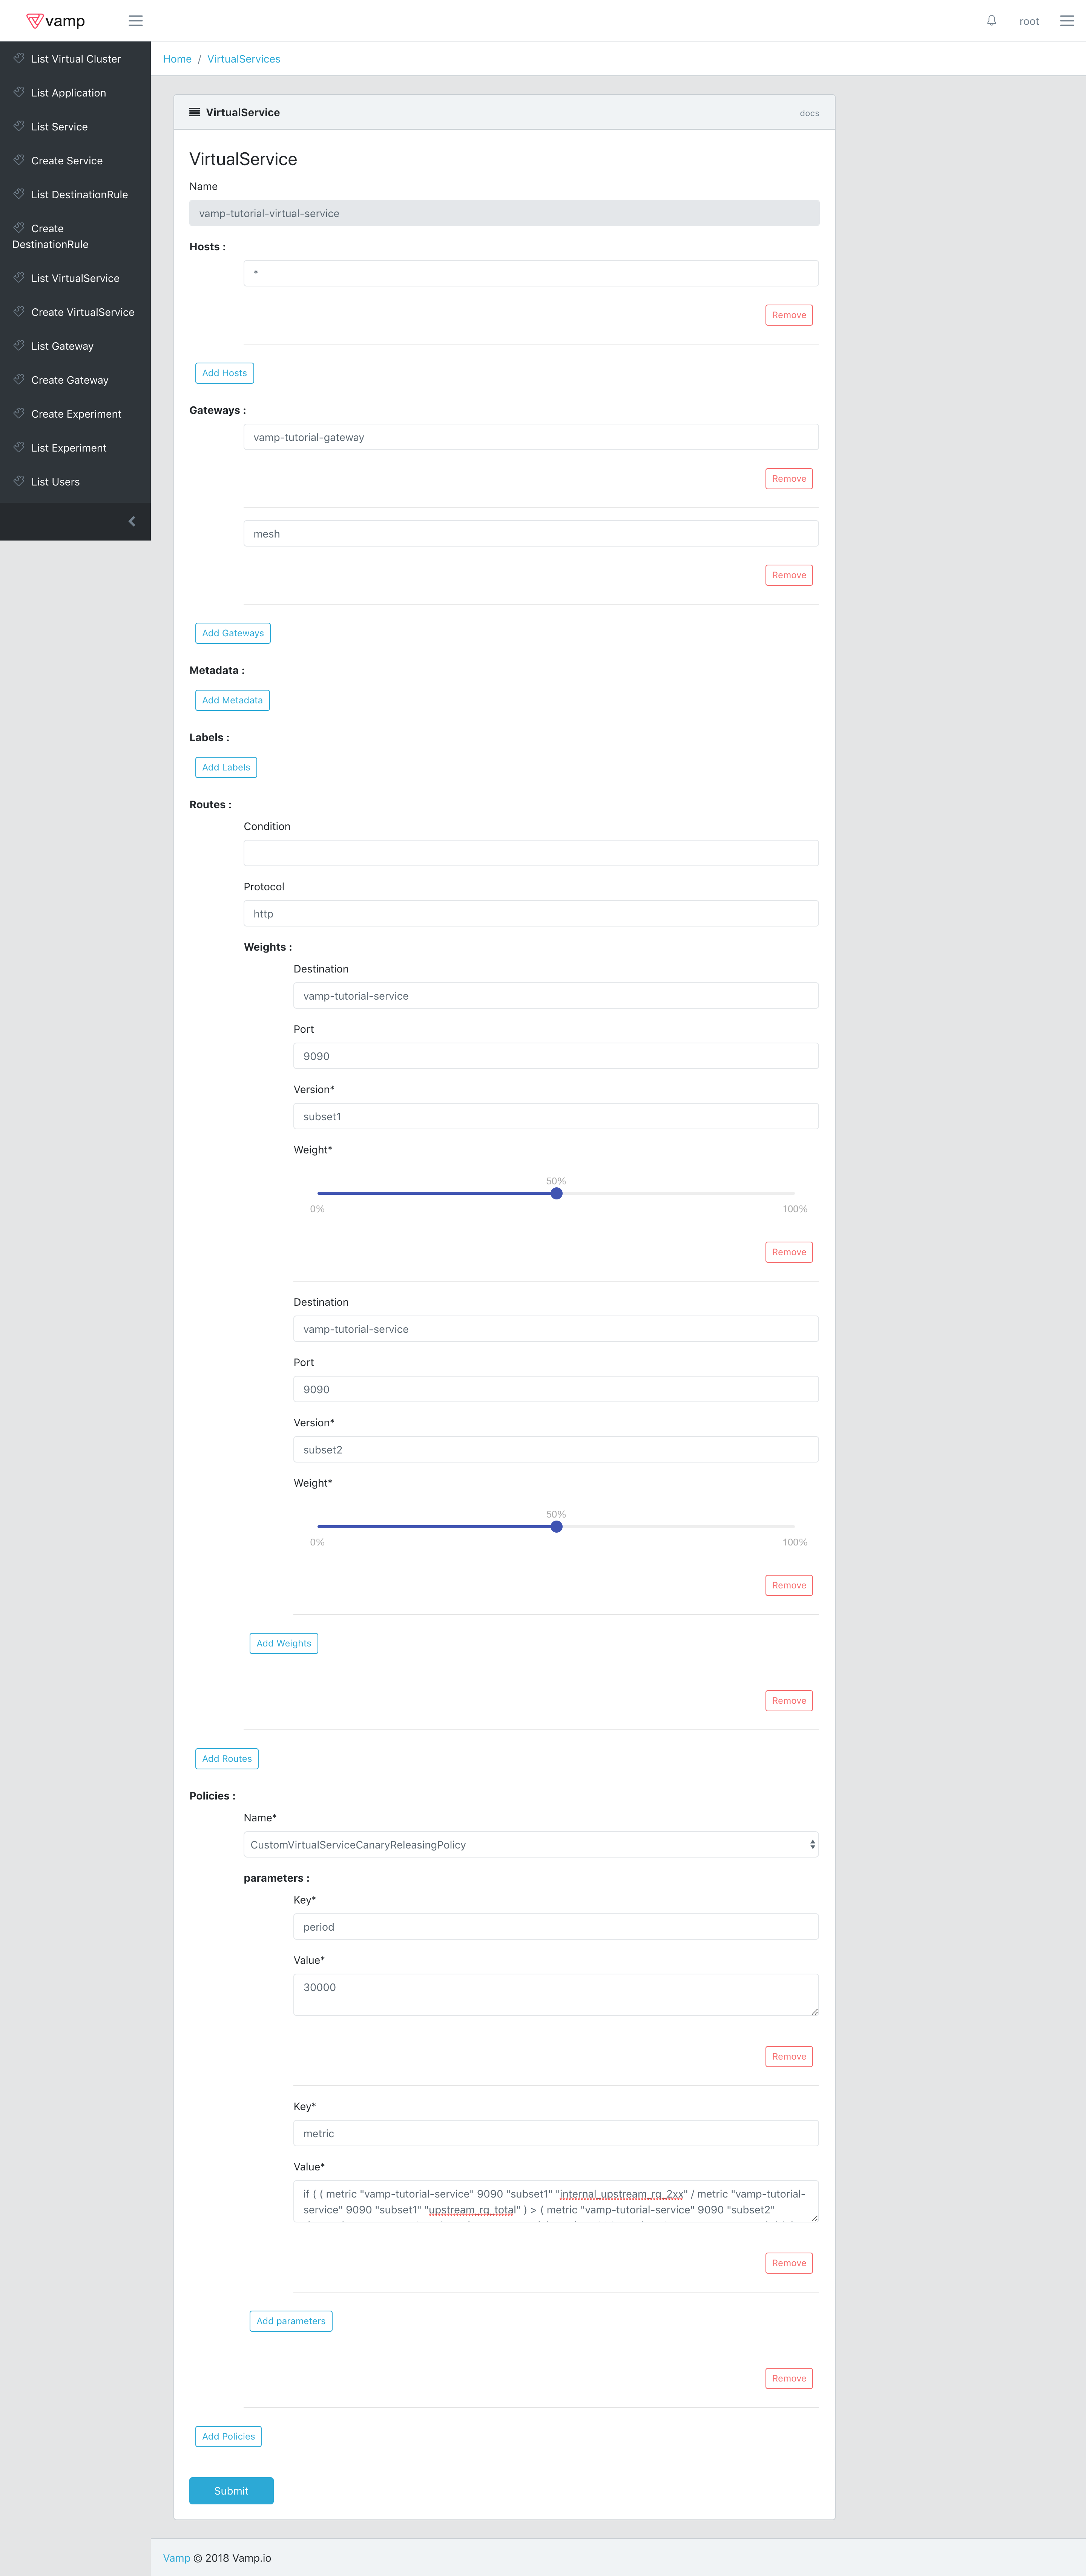 vamp
root
List Virtual Cluster
List Application
List Service
Create Service
List DestinationRule
Create
DestinationRule
List VirtualService
Create VirtualService
List Gateway
Create Gateway
Create Experiment
List Experiment
List Users
Home / VirtualServices
VirtualService
docs
VirtualService
Name
vamp-tutorial-virtual-service
Hosts :
*
Remove
Add Hosts
Gateways :
vamp-tutorial-gateway
Remove
mesh
Remove
Add Gateways
Metadata :
Add Metadata
Labels :
Add Labels
Routes :
Condition
Protocol
http
Weights :
Destination
vamp-tutorial-service
Port
9090
Version*
subset1
Weight*
50%
0% 100%
Remove
Destination
vamp-tutorial-service
Port
9090
Version*
subset2
Weight*
50%
0% 100%
Remove
Add Weights
Remove
Add Routes
Policies :
Name*
CustomVirtualServiceCanaryReleasingPolicy
parameters :
Key*
period
Value*
30000
Remove
Key*
metric
Value*
if ( ( metric "vamp-tutorial-service" 9090 "subset1" "internal_upstream_rq_2xx" / metric "vamp-tutorial-
service" 9090 "subset1" "upstream_rq_total" ) > ( metric "vamp-tutorial-service" 9090 "subset2"
Remove
Add parameters
Remove
Add Policies
Submit
Vamp © 2018 Vamp.io